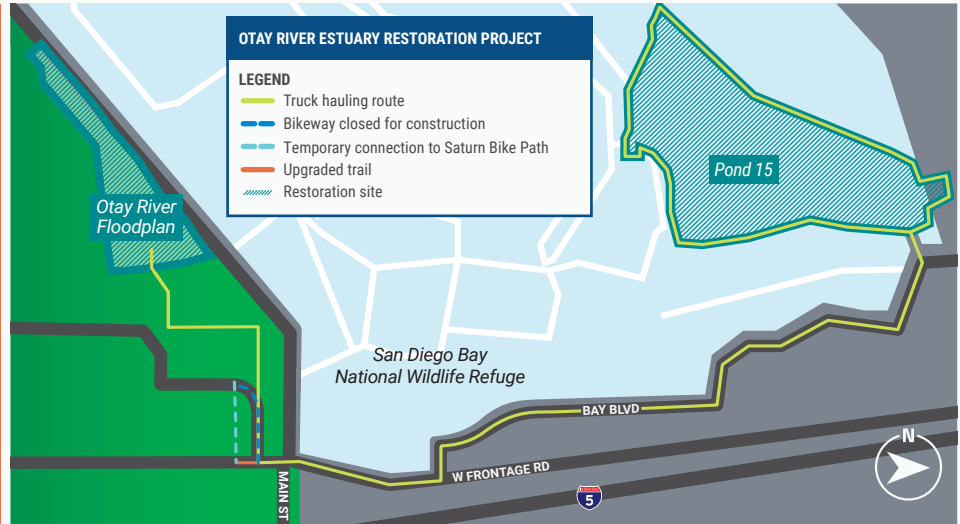 OTAY RIVER ESTUARY RESTORATION PROJECT
LEGEND
Truck hauling route
Bikeway closed for construction
Temporary connection to Saturn Bike Path
Upgraded trail
Restoration site
Otay River
Floodplan
Pond 15
San Diego Bay
National Wildlife Refuge
BAY BLVD
W FRONTAGE RD
MAIN ST
5
N